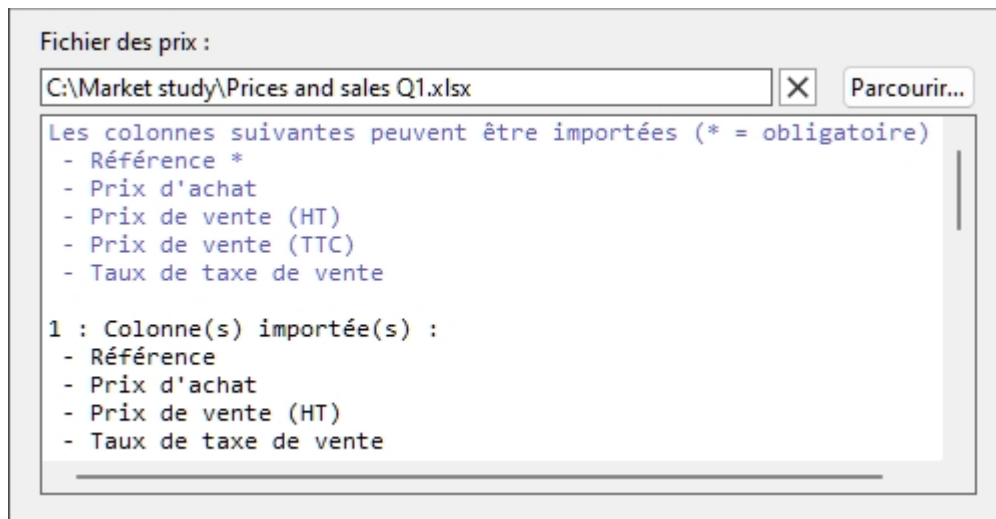 Fichier des prix :
C:\Market study\Prices and sales Q1.xlsx
Parcourir...
Les colonnes suivantes peuvent être importées (* = obligatoire)
- Référence *
- Prix d'achat
- Prix de vente (HT)
- Prix de vente (TTC)
- Taux de taxe de vente
1 : Colonne(s) importée(s) :
- Référence
- Prix d'achat
- Prix de vente (HT)
- Taux de taxe de vente